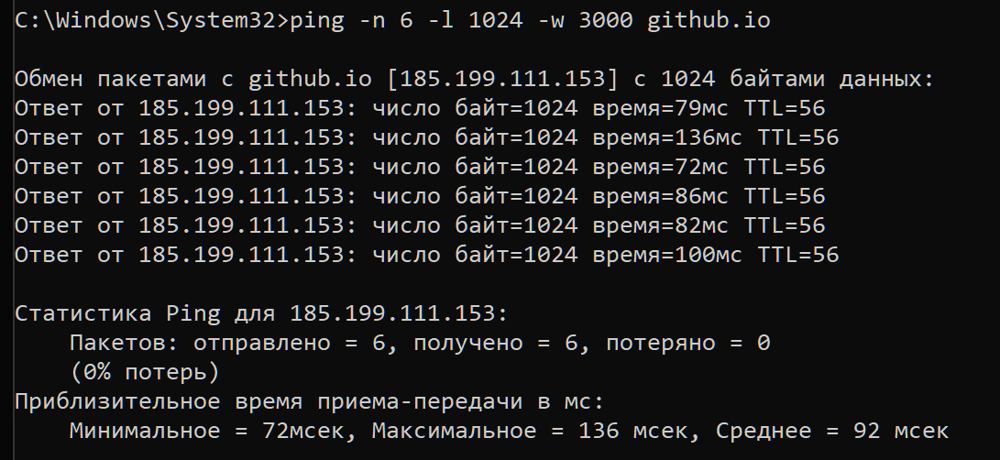 C:\Windows\System32>ping -n 6 -l 1024 -w 3000 github.io
Обмен пакетами с github.io [185.199.111.153] с 1024 байтами данных:
Ответ от 185.199.111.153: число байт=1024 время=79мс TTL=56
Ответ от 185.199.111.153: число байт=1024 время=136мс TTL=56
Ответ от 185.199.111.153: число байт=1024 время=72мс TTL=56
Ответ от 185.199.111.153: число байт=1024 время=86мс TTL=56
Ответ от 185.199.111.153: число байт=1024 время=82мс TTL=56
Ответ от 185.199.111.153: число байт=1024 время=100мс TTL=56
Статистика Ping для 185.199.111.153:
Пакетов: отправлено = 6, получено = 6, потеряно = 0
(0% потерь)
Приблизительное время приема-передачи в мс:
Минимальное = 72мсек, Максимальное = 136 мсек, Среднее = 92 мсек